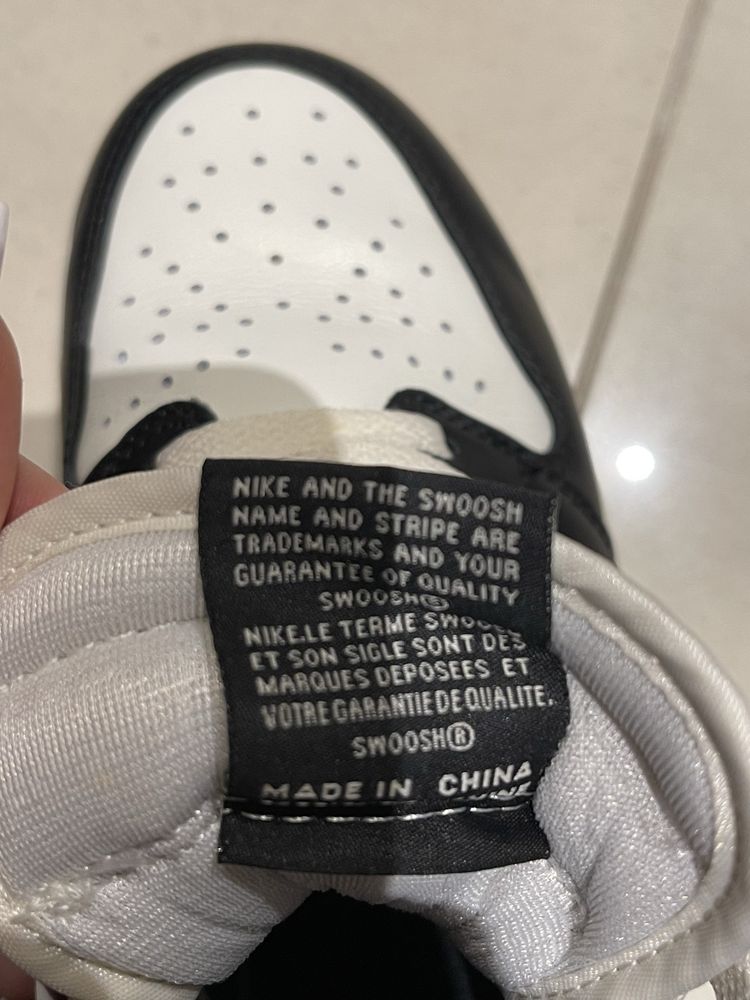 NIKE AND THE SWOOSH
NAME AND STRIPE ARE
TRADEMARKS AND YOUR
GUARANTEE OF QUALITY
SWOOSH®
NIKE.LE TERME SWOOSH
ET SON SIGLE SONT DES
MARQUES DEPOSEES ET
VOTRE GARANTIE DE QUALITE.
SWOOSH®
MADE IN CHINA